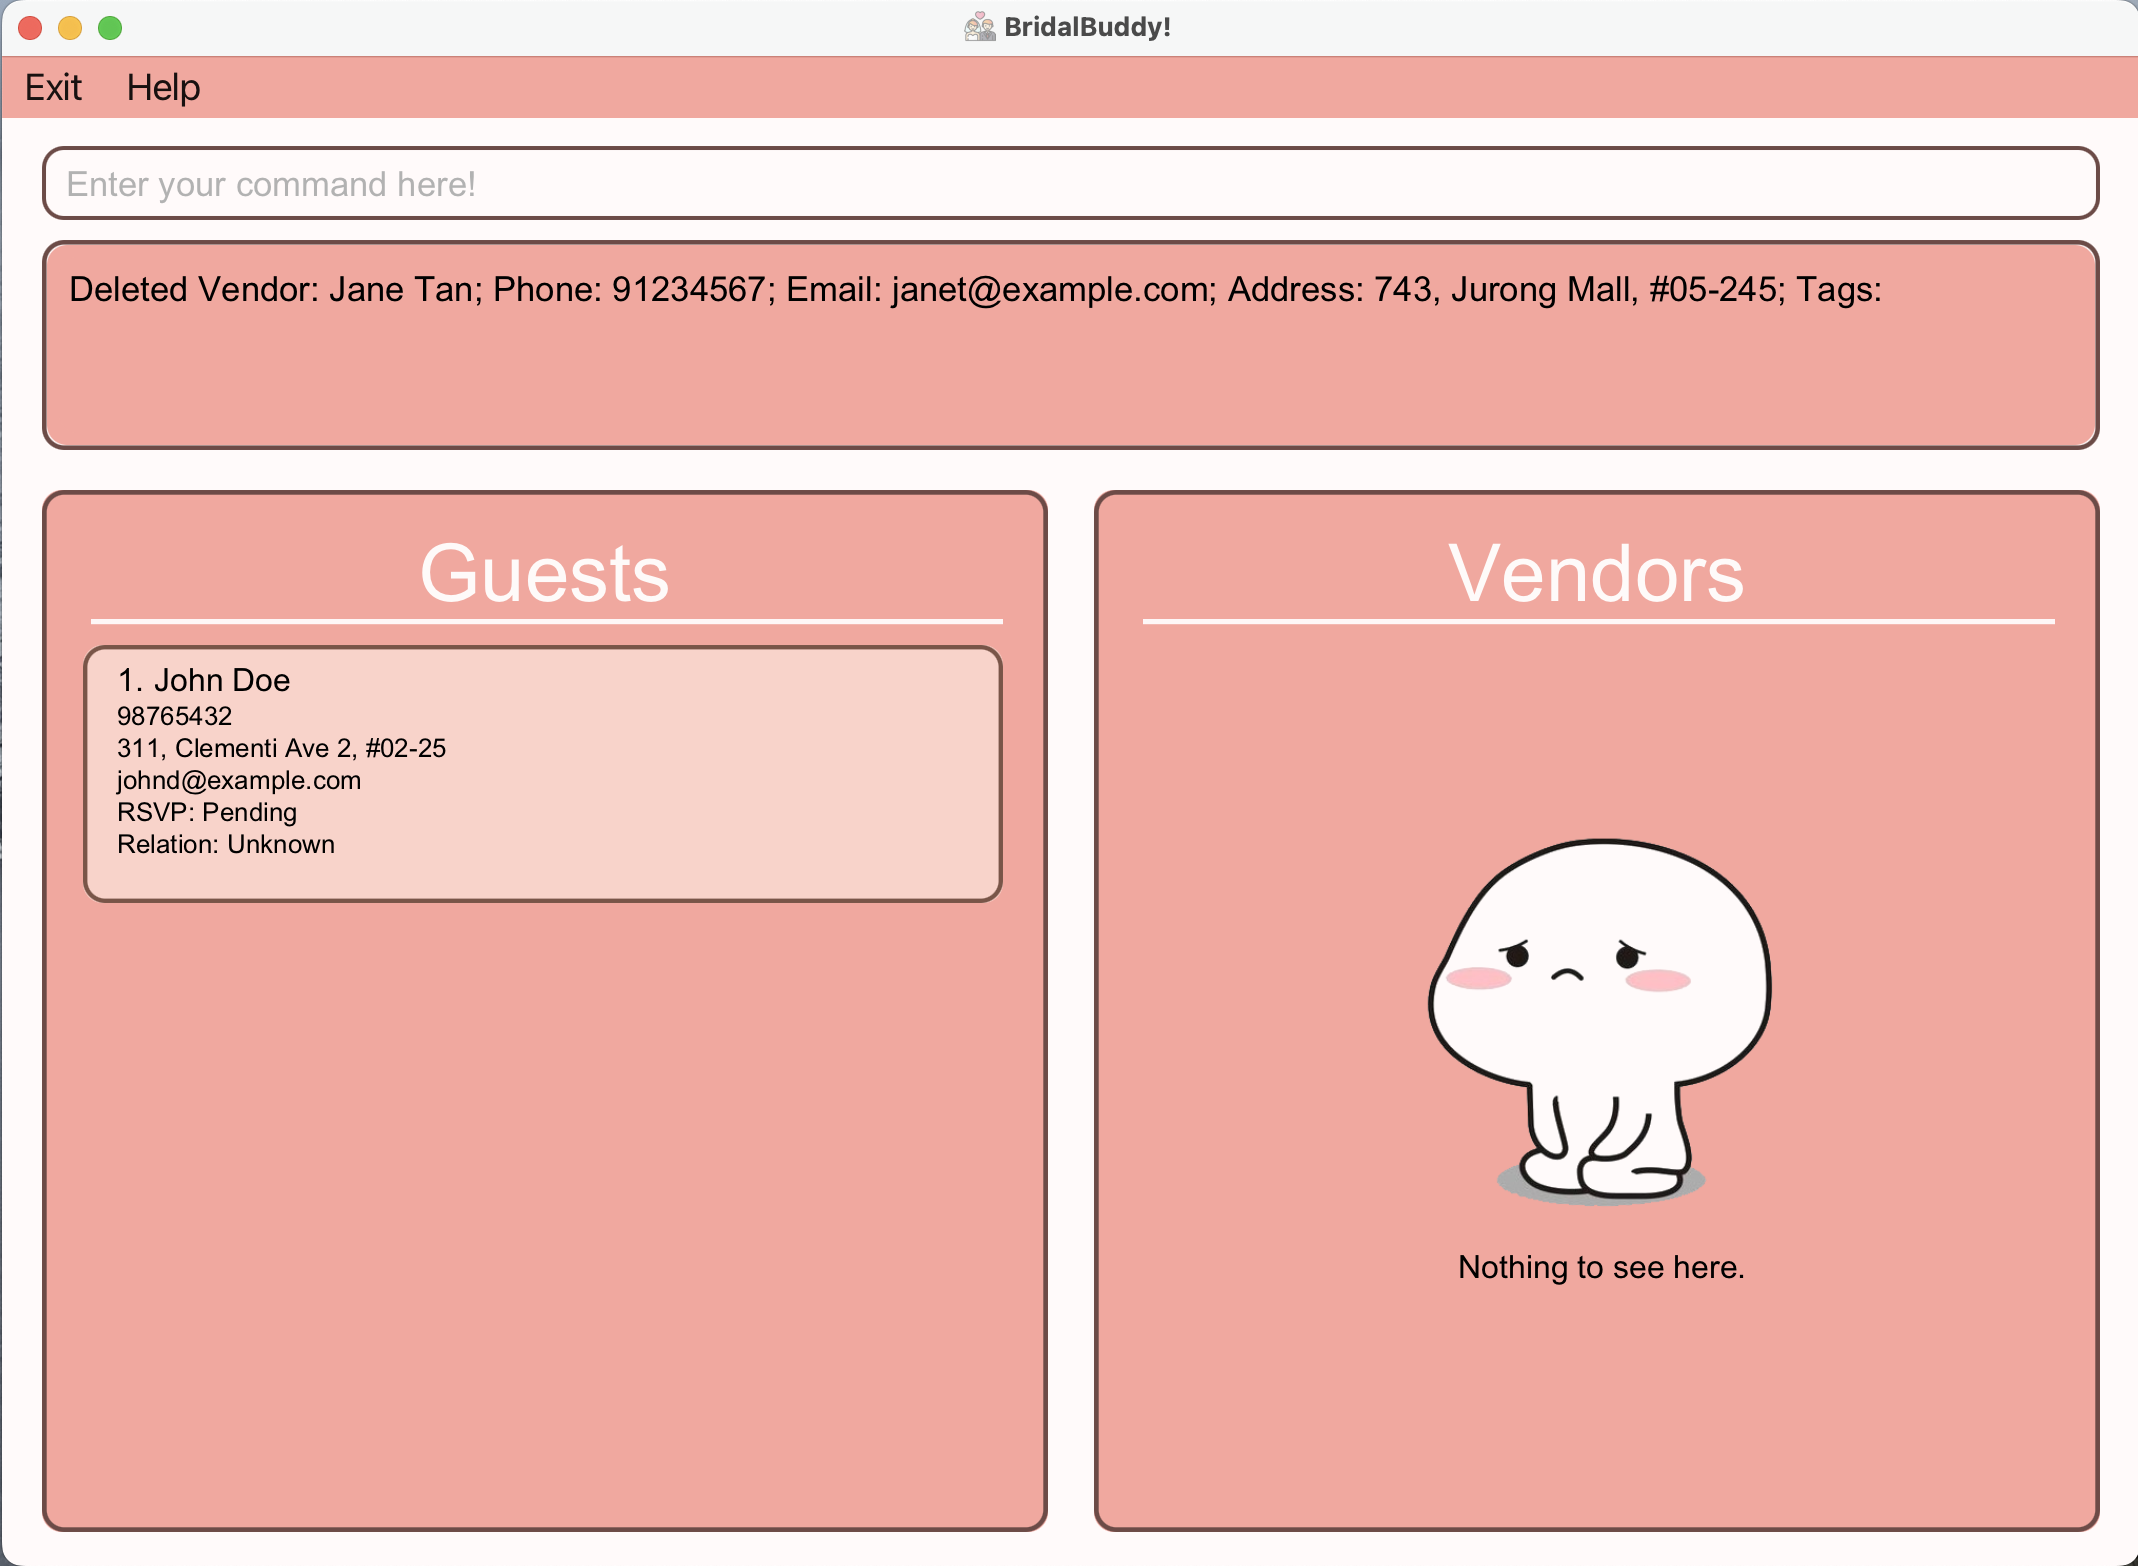 BridalBuddy!
Exit Help
Enter your command here!
Deleted Vendor: Jane Tan; Phone: 91234567; Email: janet@example.com; Address: 743, Jurong Mall, #05-245; Tags:
Guests
1. John Doe
98765432
311, Clementi Ave 2, #02-25
johnd@example.com
RSVP: Pending
Relation: Unknown
Vendors
Nothing to see here.